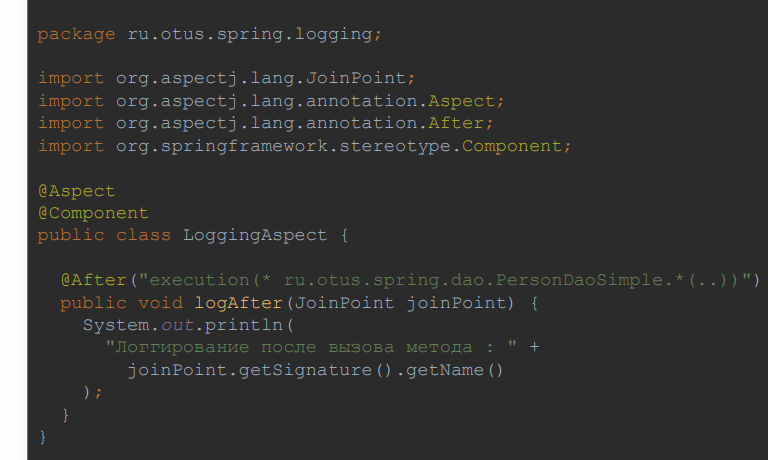 package ru.otus.spring.logging;
import org.aspectj.lang.JoinPoint;
import org.aspectj.lang.annotation.Aspect;
import org.aspectj.lang.annotation.After;
import org.springframework.stereotype.Component;
@Aspect
@Component
public class LoggingAspect {
@After("execution(* ru.otus.spring.dao.PersonDaoSimple.*(..))")
public void logAfter(JoinPoint joinPoint) {
System.out.println(
"Логгирование после вызова метода : " +
joinPoint.getSignature().getName()
);
}
}